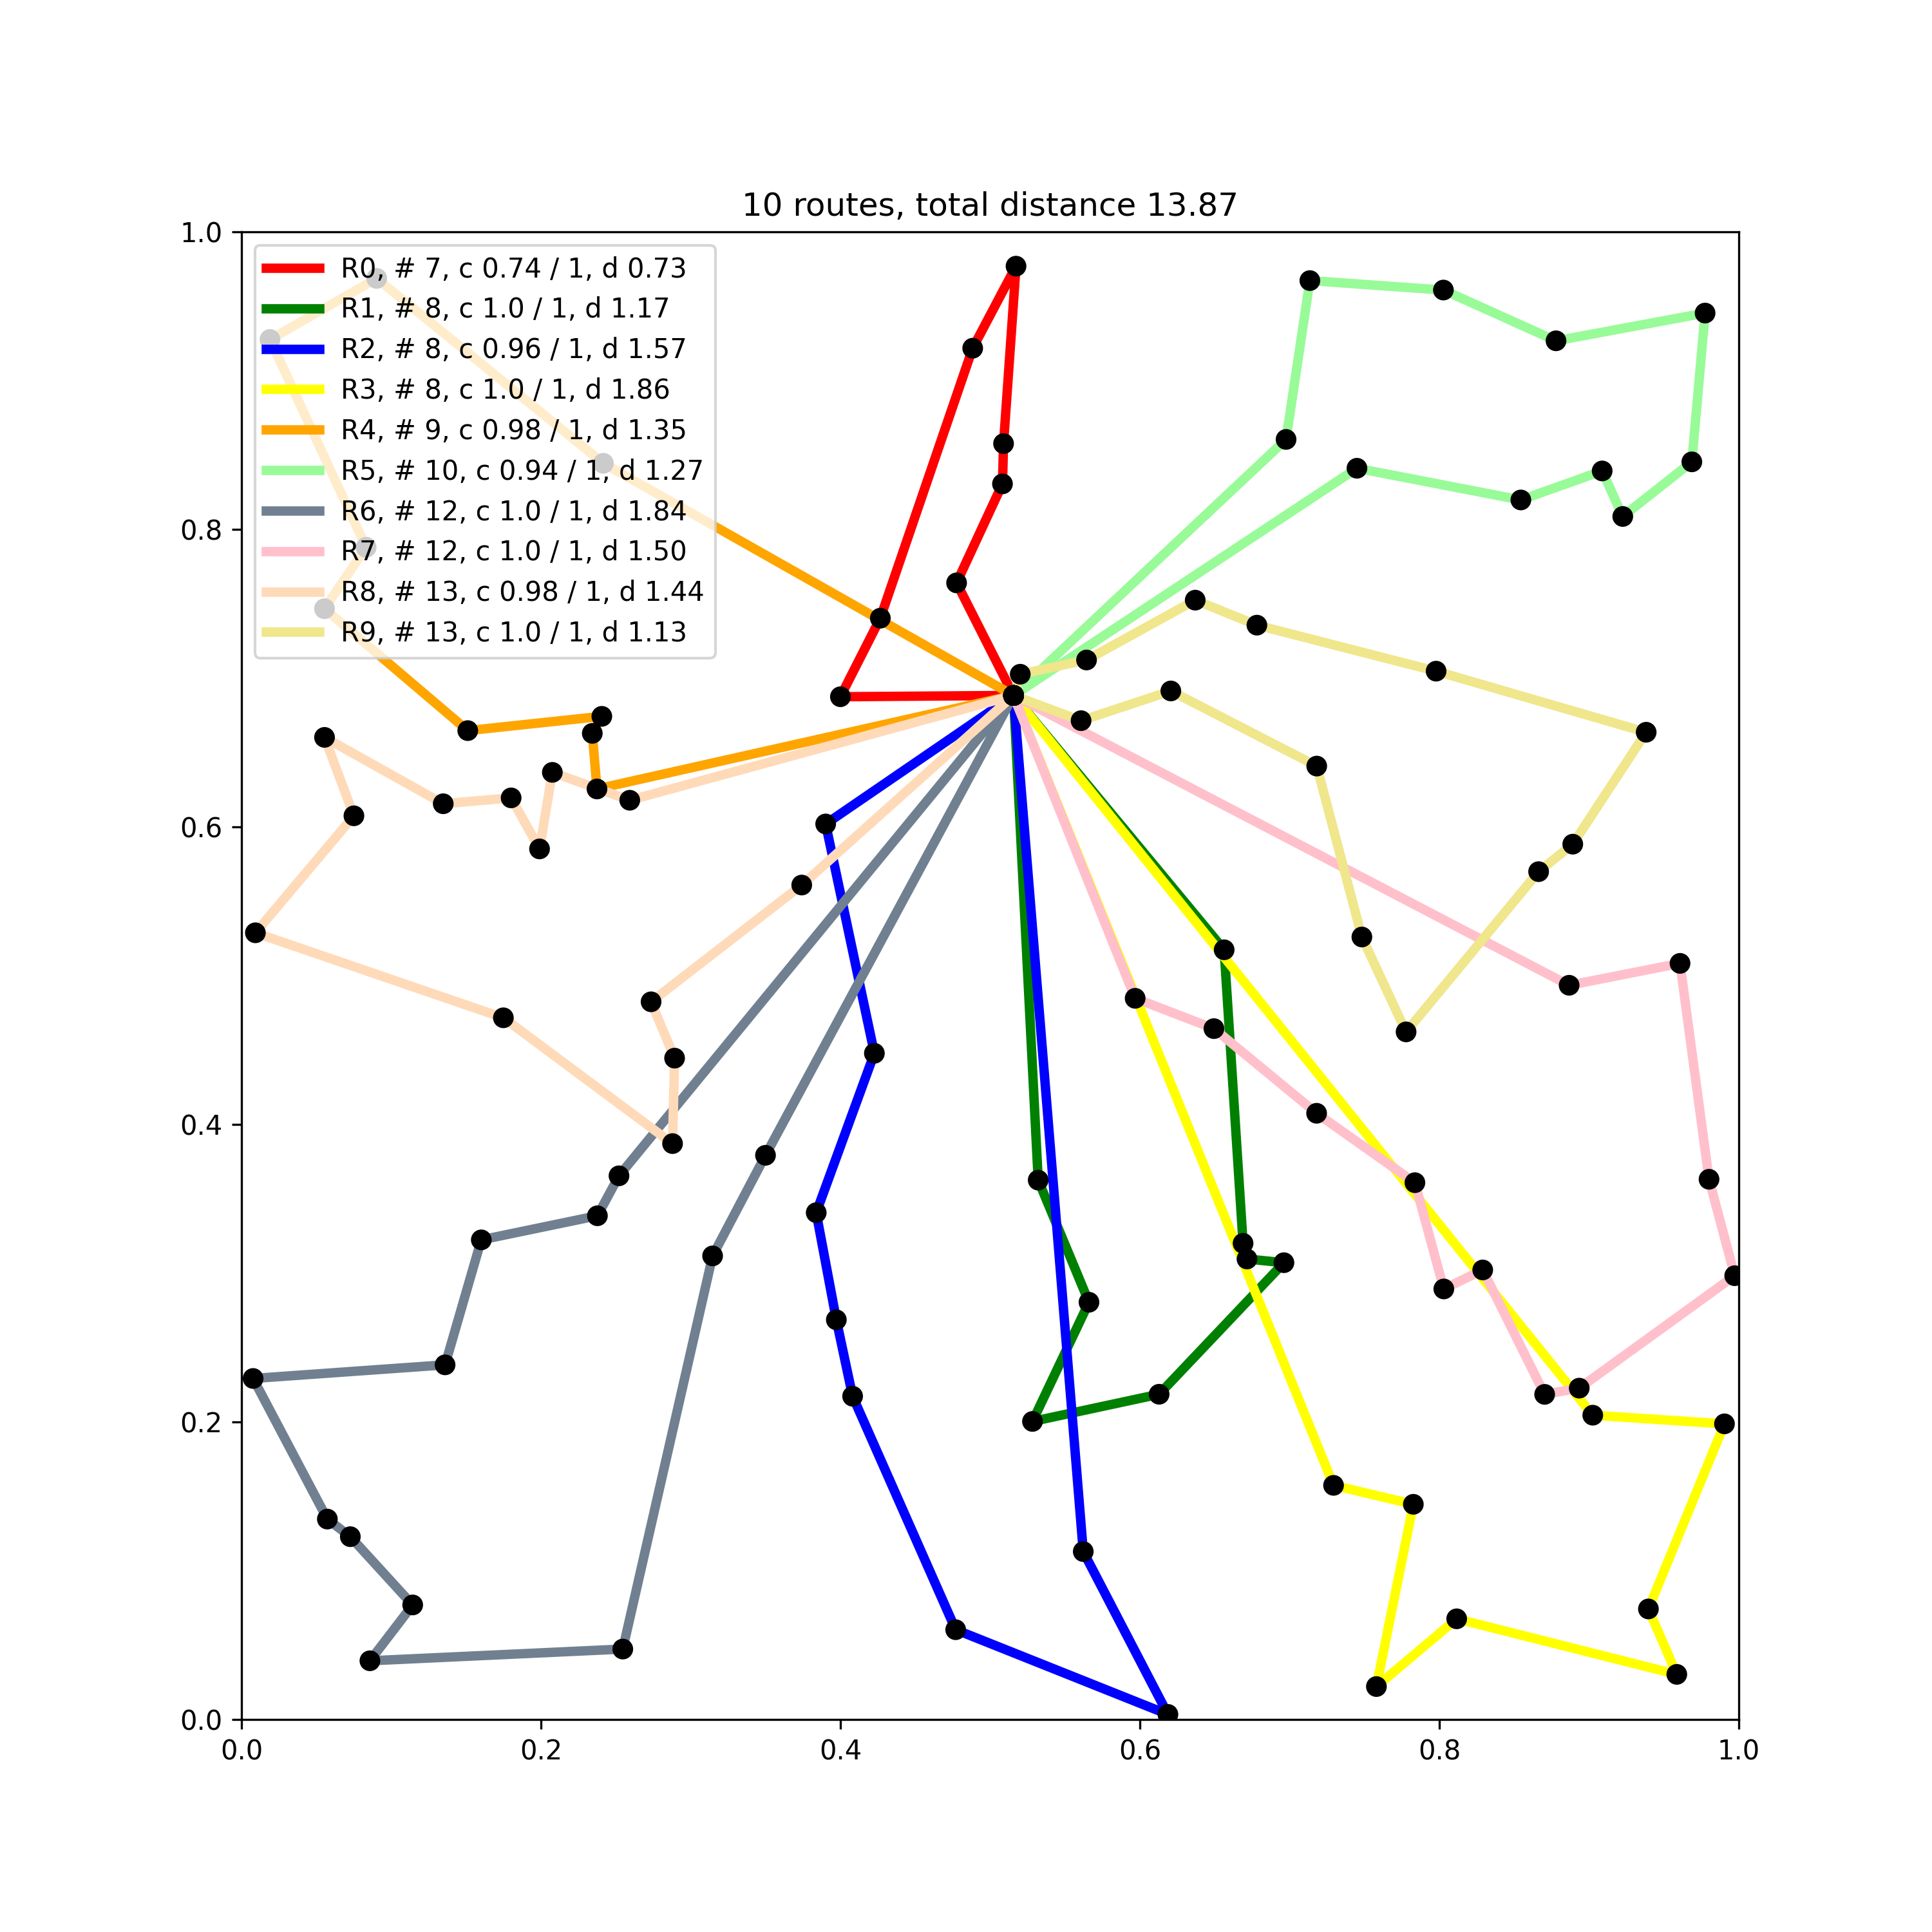 10 routes, total distance 13.87
1.0
R0, # 7, c 0.74 / 1, d 0.73
R1, # 8, c 1.0 / 1, d 1.17
R2, # 8, c 0.96 / 1, d 1.57
R3, # 8, c 1.0 / 1, d 1.86
R4, # 9, c 0.98 / 1, d 1.35
R5, # 10, c 0.94 / 1, d 1.27
R6, # 12, c 1.0 / 1, d 1.84
R7, # 12, c 1.0 / 1, d 1.50
R8, # 13, c 0.98 / 1, d 1.44
R9, # 13, c 1.0 / 1, d 1.13
0.8
0.6
0.4
0.2
0.0
0.0 0.2 0.4 0.6 0.8 1.0